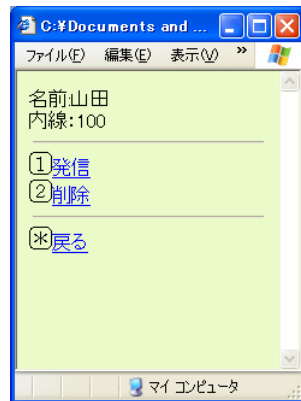 C:¥Documents and ...
ファイル(F) 編集(E) 表示(V) »
名前:山田
内線:100
1発信
2削除
*戻る
マイ コンピュータ